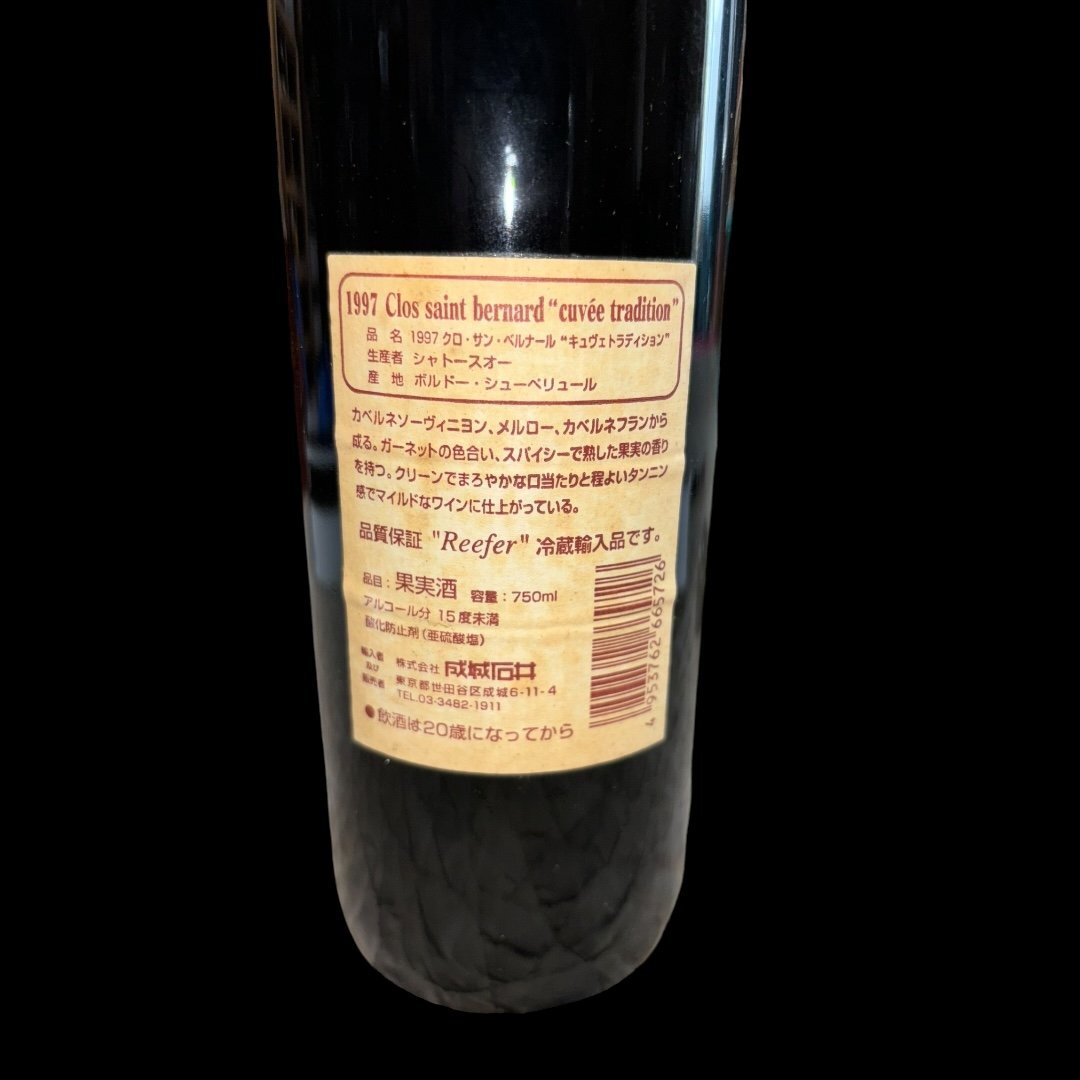 1997 Clos saint bernard “cuvée tradition”
品 名 1997クロ・サン・ベルナール “キュヴェトラディション”
生産者 シャトースオー
産 地 ボルドー・シューペリュール
カベルネソーヴィニヨン、メルロー、カベルネフランから
成る。ガーネットの色合い、スパイシーで熟した果実の香り
を持つ。クリーンでまろやかな口当たりと程よいタンニン
感でマイルドなワインに仕上がっている。
品質保証 "Reefer" 冷蔵輸入品です。
品目：果実酒 容量：750ml
アルコール分 15度未満
酸化防止剤（亜硫酸塩）
輸入者
及び
販売者
株式会社 成城石井
東京都世田谷区成城6-11-4
TEL.03-3482-1911
●飲酒は20歳になってから
4 953762 665726